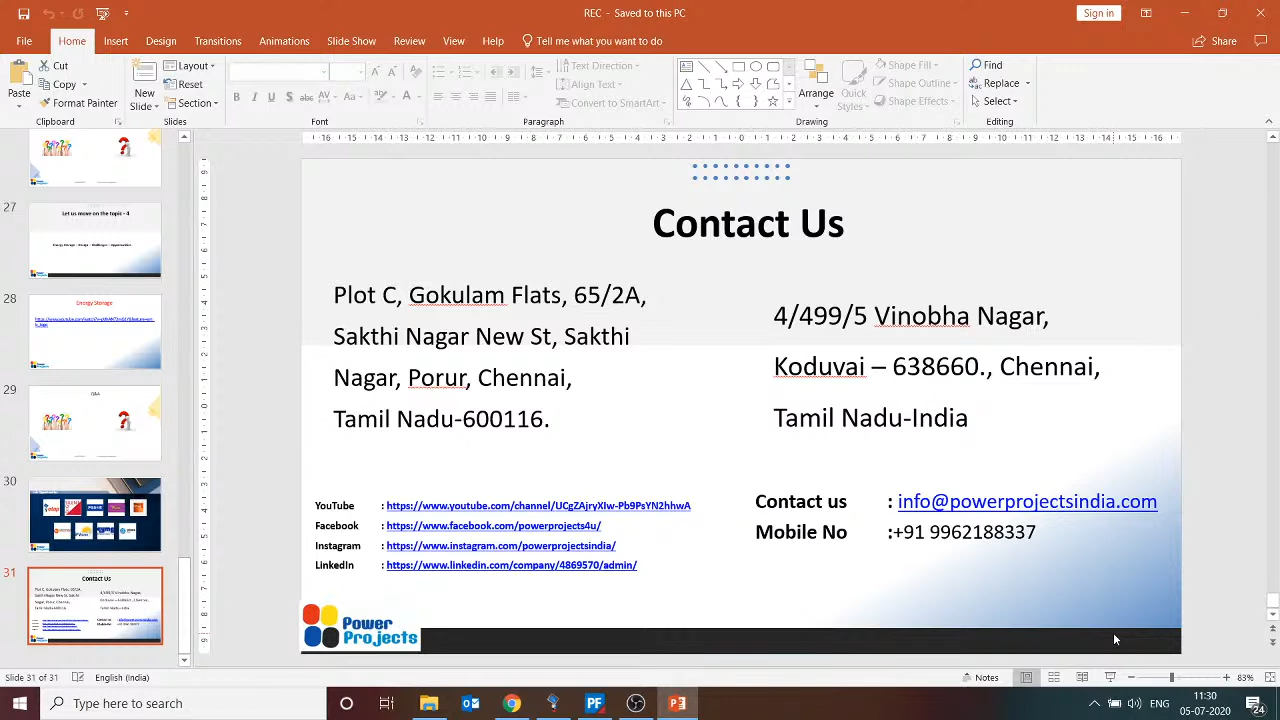 Saved to this PC
Sign in
File Home Insert Design Transitions Animations Slide Show Review View Help Tell me what you want to do Share
Paste
Cut
Copy
Format Painter
Clipboard
New
Slide
Layout
Reset
Section
Slides
Font
Text Direction
Align Text
Convert to SmartArt
Paragraph
Arrange
Quick
Styles
Shape Fill
Shape Outline
Shape Effects
Drawing
Find
Replace
Select
Editing
27
Let us move on the topic - 4
28
Energy Storage
29
Q&A
30
31
Contact Us
Contact Us
Plot C, Gokulam Flats, 65/2A,
Sakthi Nagar New St, Sakthi
Nagar, Porur, Chennai,
Tamil Nadu-600116.
4/499/5 Vinobha Nagar,
Koduvai – 638660., Chennai,
Tamil Nadu-India
YouTube : https://www.youtube.com/channel/UCgZAjryXIw-Pb9PsYN2hhwA
Facebook : https://www.facebook.com/powerprojects4u/
Instagram : https://www.instagram.com/powerprojectsindia/
LinkedIn : https://www.linkedin.com/company/4869570/admin/
Contact us : info@powerprojectsindia.com
Mobile No :+91 9962188337
Power
Projects
Slide 31 of 31 English (India) Notes 83%
Type here to search
ENG
11:30
05-07-2020
24